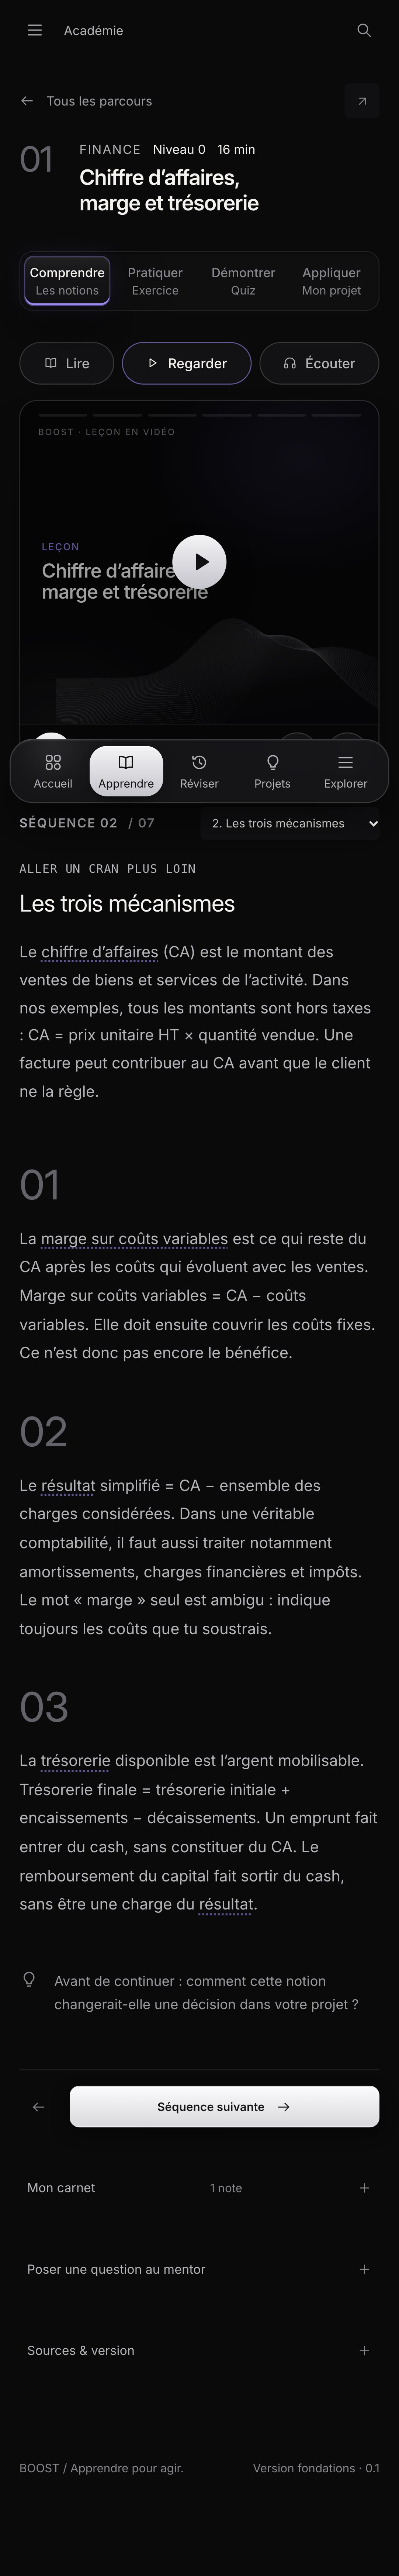 Académie
Tous les parcours
01
FINANCE Niveau 0 16 min
Chiffre d’affaires,
marge et trésorerie
Comprendre
Les notions
Pratiquer
Exercice
Démontrer
Quiz
Appliquer
Mon projet
Lire
Regarder
Écouter
BOOST · LEÇON EN VIDÉO
LEÇON
Chiffre d’affaire
marge et trésorerie
Accueil
Apprendre
Réviser
Projets
Explorer
SÉQUENCE 02 / 07
2. Les trois mécanismes
ALLER UN CRAN PLUS LOIN
Les trois mécanismes
Le chiffre d’affaires (CA) est le montant des
ventes de biens et services de l’activité. Dans
nos exemples, tous les montants sont hors taxes
: CA = prix unitaire HT × quantité vendue. Une
facture peut contribuer au CA avant que le client
ne la règle.
01
La marge sur coûts variables est ce qui reste du
CA après les coûts qui évoluent avec les ventes.
Marge sur coûts variables = CA − coûts
variables. Elle doit ensuite couvrir les coûts fixes.
Ce n’est donc pas encore le bénéfice.
02
Le résultat simplifié = CA − ensemble des
charges considérées. Dans une véritable
comptabilité, il faut aussi traiter notamment
amortissements, charges financières et impôts.
Le mot « marge » seul est ambigu : indique
toujours les coûts que tu soustrais.
03
La trésorerie disponible est l’argent mobilisable.
Trésorerie finale = trésorerie initiale +
encaissements − décaissements. Un emprunt fait
entrer du cash, sans constituer du CA. Le
remboursement du capital fait sortir du cash,
sans être une charge du résultat.
Avant de continuer : comment cette notion
changerait-elle une décision dans votre projet ?
Séquence suivante
Mon carnet
1 note
Poser une question au mentor
Sources & version
BOOST / Apprendre pour agir.
Version fondations · 0.1